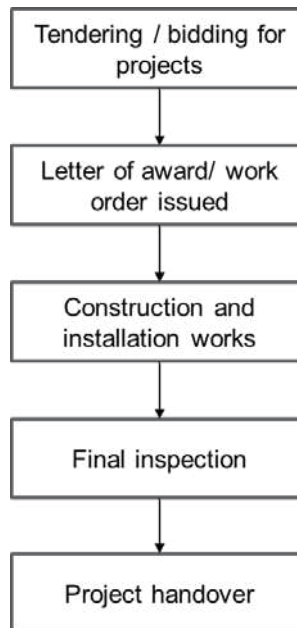 Tendering / bidding for
projects
Letter of award/ work
order issued
Construction and
installation works
Final inspection
Project handover